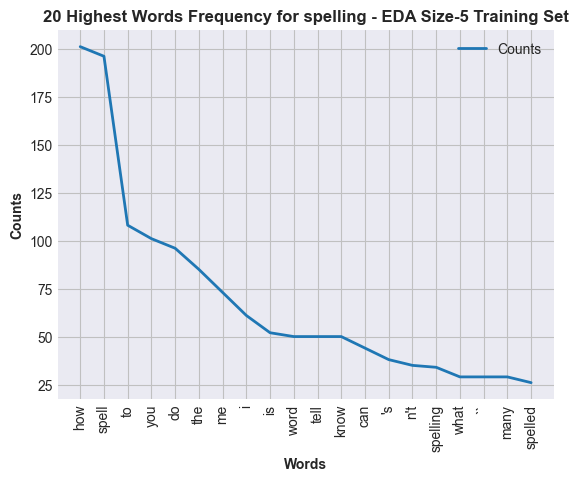 20 Highest Words Frequency for spelling - EDA Size-5 Training Set
Counts
200
175
150
125
100
75
50
25
Counts
how
spell
to
you
do
the
me
i
is
word
tell
know
can
's
n't
spelling
what
``
many
spelled
Words